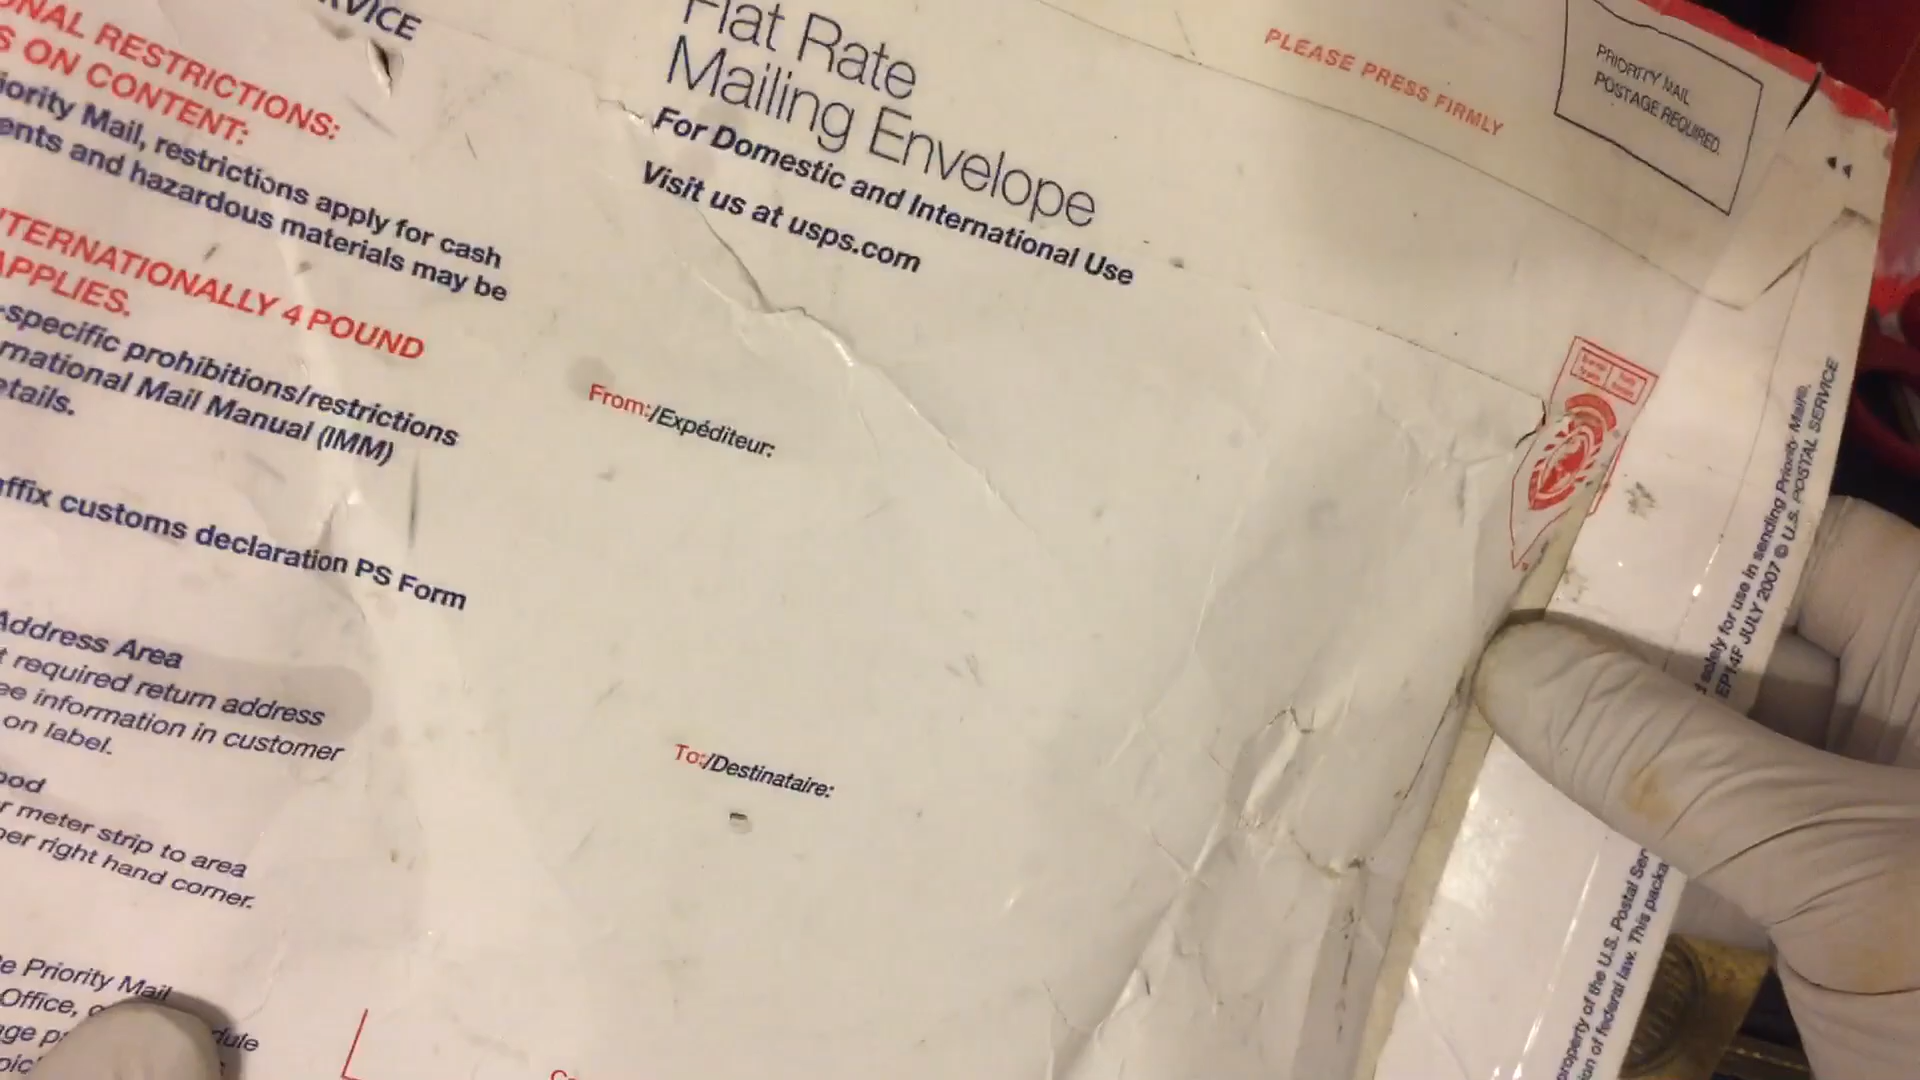 RVICE
ONAL RESTRICTIONS:
S ON CONTENT:
iority Mail, restrictions apply for cash
ents and hazardous materials may be
TERNATIONALLY 4 POUND
APPLIES.
-specific prohibitions/restrictions
rnational Mail Manual (IMM)
etails.
affix customs declaration PS Form
Address Area
t required return address
ee information in customer
on label.
ood
r meter strip to area
per right hand corner.
e Priority Mail
Office,
dule
Flat Rate
Mailing Envelope
For Domestic and International Use
Visit us at usps.com
From:/Expéditeur:
To:/Destinataire:
PLEASE PRESS FIRMLY
PRIORITY MAIL
POSTAGE REQUIRED.
d solely for use in sending Priority Mail®,
EP14F JULY 2007 © U.S. POSTAL SERVICE
property of the U.S. Postal Ser
ion of federal law. This packa